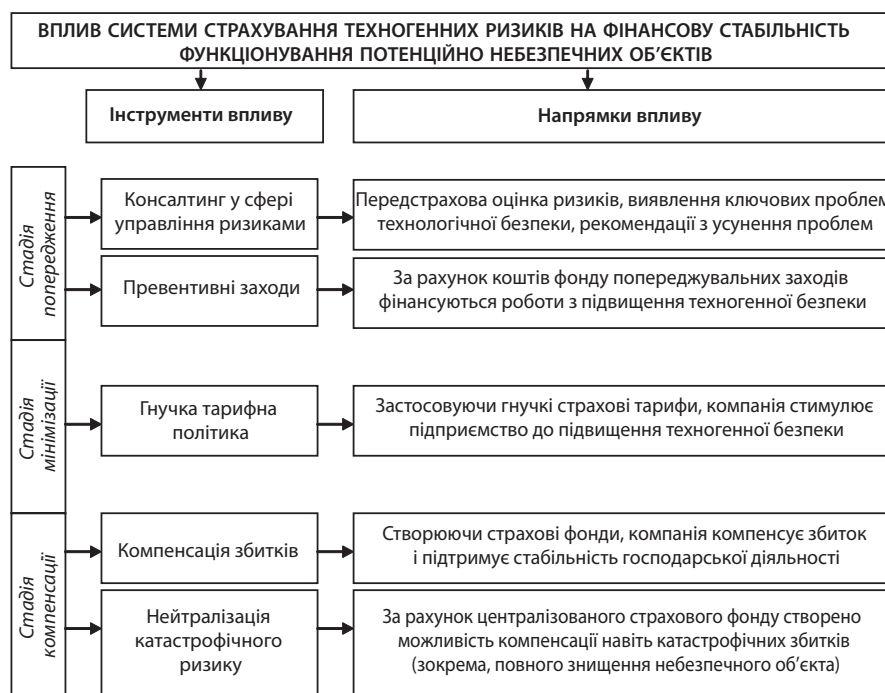 ВПЛИВ СИСТЕМИ СТРАХУВАННЯ ТЕХНОГЕННИХ РИЗИКІВ НА ФІНАНСОВУ СТАБІЛЬНІСТЬ
ФУНКЦІОНУВАННЯ ПОТЕНЦІЙНО НЕБЕЗПЕЧНИХ ОБ’ЄКТІВ
Інструменти впливу
Напрямки впливу
Стадія
попередження
Консалтинг у сфері
управління ризиками
Передстрахова оцінка ризиків, виявлення ключових проблем
технологічної безпеки, рекомендації з усунення проблем
Превентивні заходи
За рахунок коштів фонду попереджувальних заходів
фінансуються роботи з підвищення техногенної безпеки
Стадія
мінімізації
Гнучка тарифна
політика
Застосовуючи гнучкі страхові тарифи, компанія стимулює
підприємство до підвищення техногенної безпеки
Стадія
компенсації
Компенсація збитків
Створюючи страхові фонди, компанія компенсує збиток
і підтримує стабільність господарської діяльності
Нейтралізація
катастрофічного
ризику
За рахунок централізованого страхового фонду створено
можливість компенсації навіть катастрофічних збитків
(зокрема, повного знищення небезпечного об’єкта)